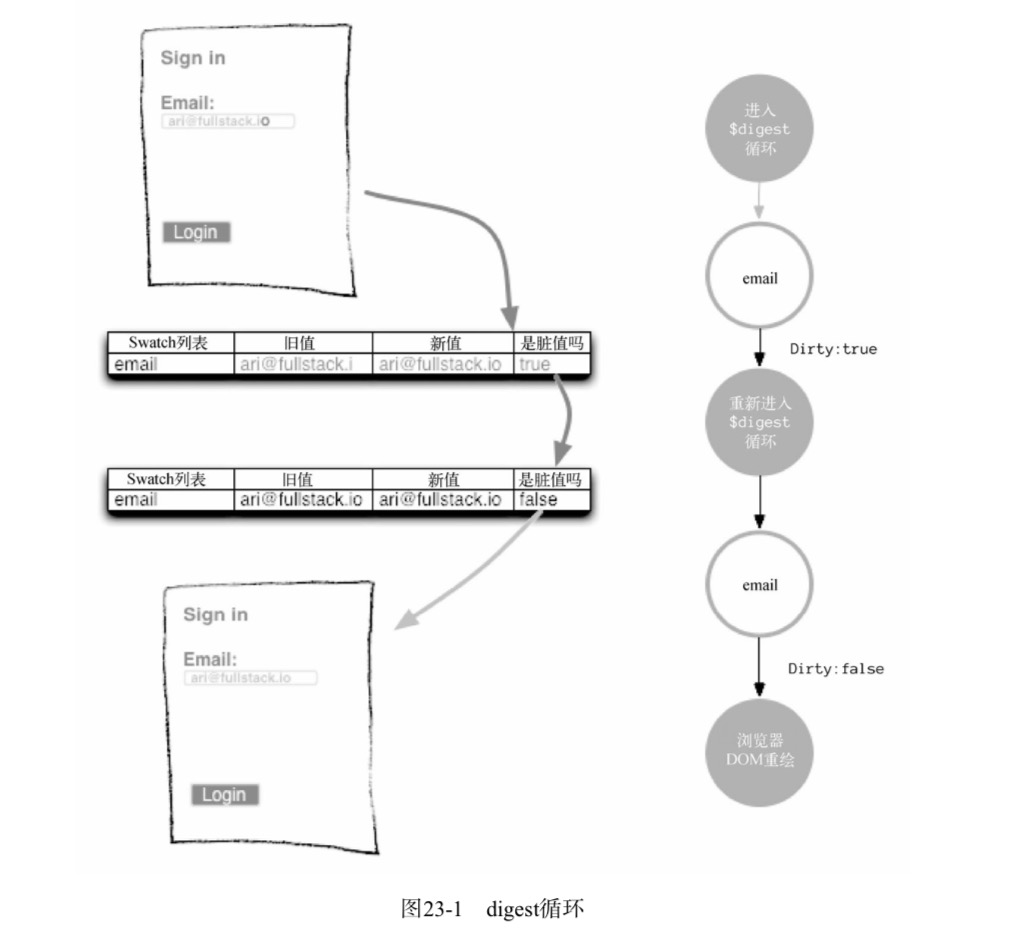 Sign in
Email:
ari@fullstack.io
Login
Swatch列表 旧值 新值 是脏值吗
email ari@fullstack.i ari@fullstack.io true
Swatch列表 旧值 新值 是脏值吗
email ari@fullstack.io ari@fullstack.io false
Sign in
Email:
ari@fullstack.io
Login
进入
$digest
循环
email
Dirty:true
重新进入
$digest
循环
email
Dirty:false
浏览器
DOM重绘
图23-1 digest循环